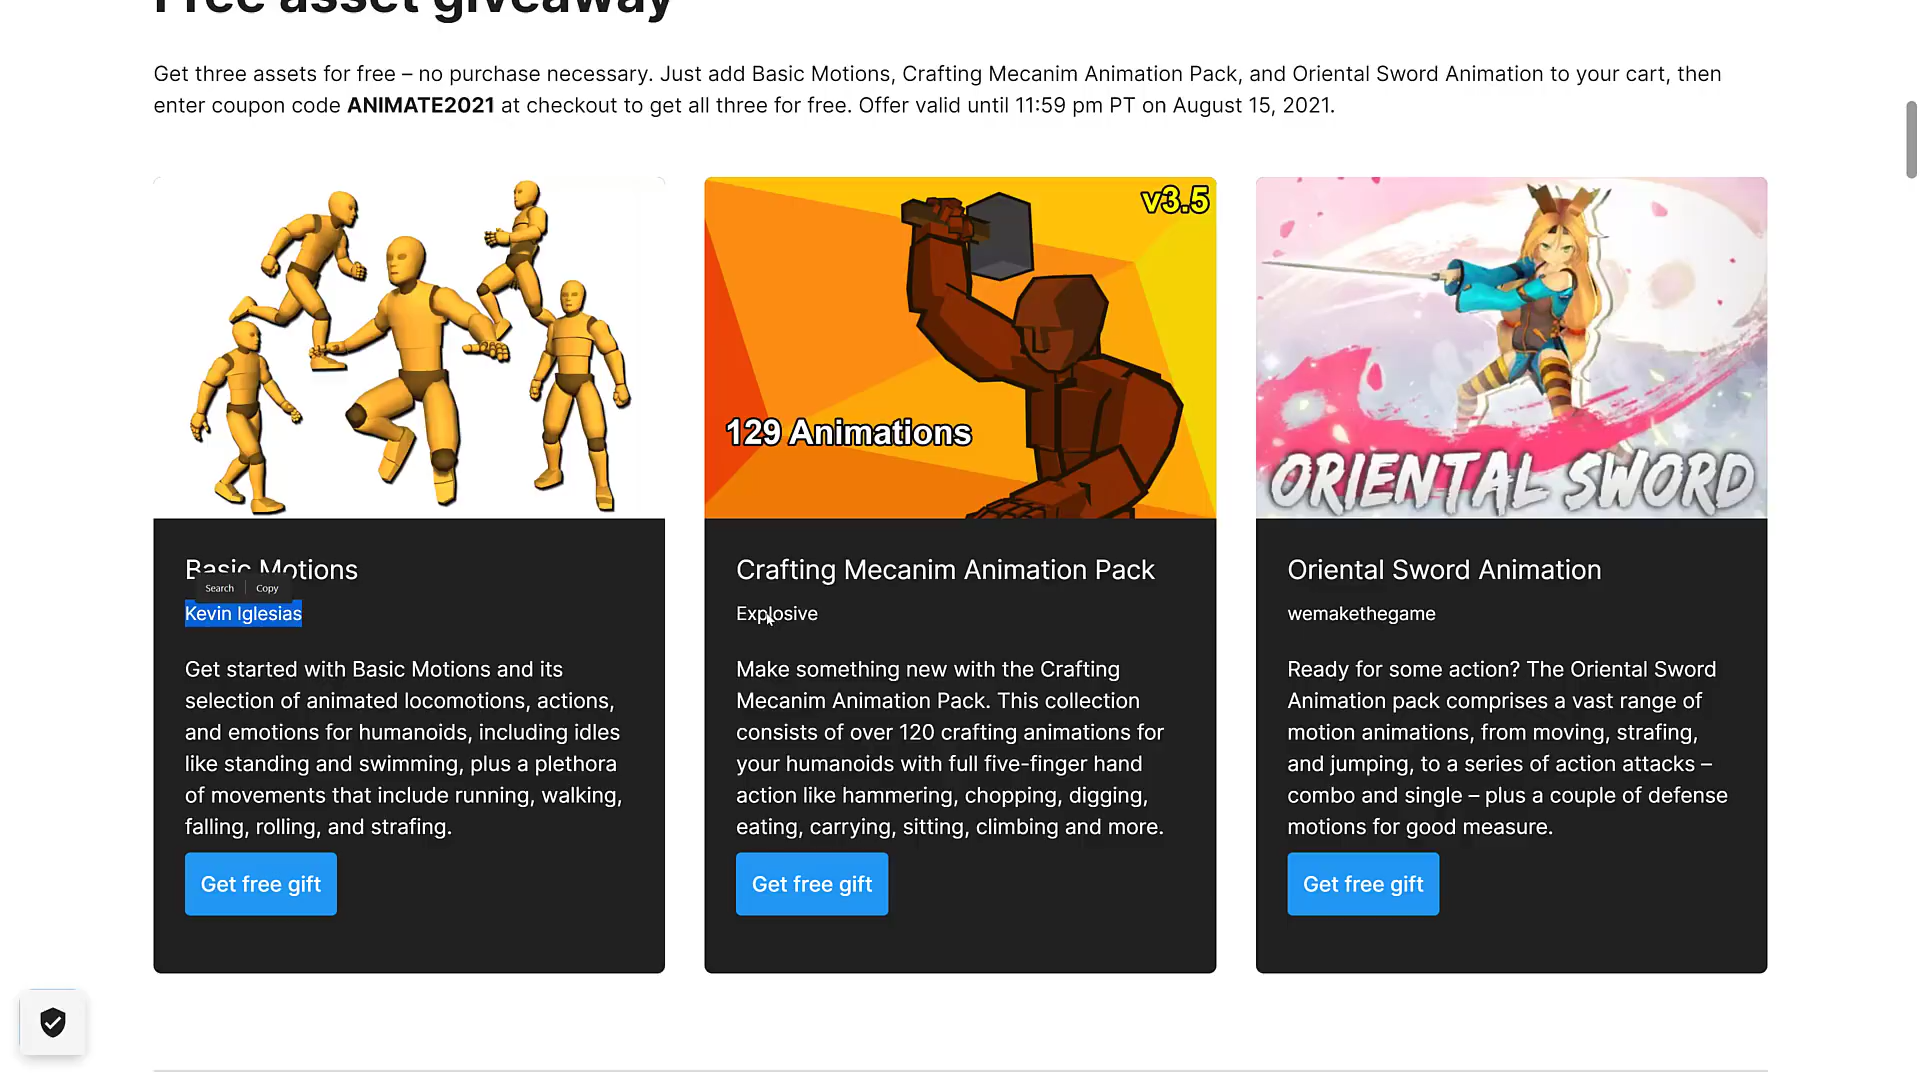 Free asset giveaway
Get three assets for free – no purchase necessary. Just add Basic Motions, Crafting Mecanim Animation Pack, and Oriental Sword Animation to your cart, then
enter coupon code ANIMATE2021 at checkout to get all three for free. Offer valid until 11:59 pm PT on August 15, 2021.
Basic Motions
Search
Copy
Kevin Iglesias
Get started with Basic Motions and its
selection of animated locomotions, actions,
and emotions for humanoids, including idles
like standing and swimming, plus a plethora
of movements that include running, walking,
falling, rolling, and strafing.
Get free gift
v3.5
129 Animations
Crafting Mecanim Animation Pack
Explosive
Make something new with the Crafting
Mecanim Animation Pack. This collection
consists of over 120 crafting animations for
your humanoids with full five-finger hand
action like hammering, chopping, digging,
eating, carrying, sitting, climbing and more.
Get free gift
ORIENTAL SWORD
Oriental Sword Animation
wemakethegame
Ready for some action? The Oriental Sword
Animation pack comprises a vast range of
motion animations, from moving, strafing,
and jumping, to a series of action attacks –
combo and single – plus a couple of defense
motions for good measure.
Get free gift